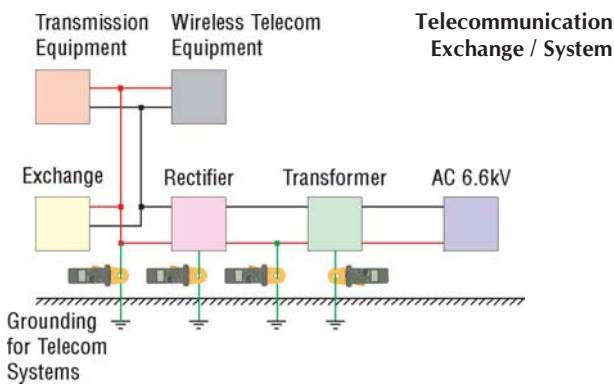 Transmission
Equipment
Wireless Telecom
Equipment
Telecommunication
Exchange / System
Exchange
Rectifier
Transformer
AC 6.6kV
Grounding
for Telecom
Systems